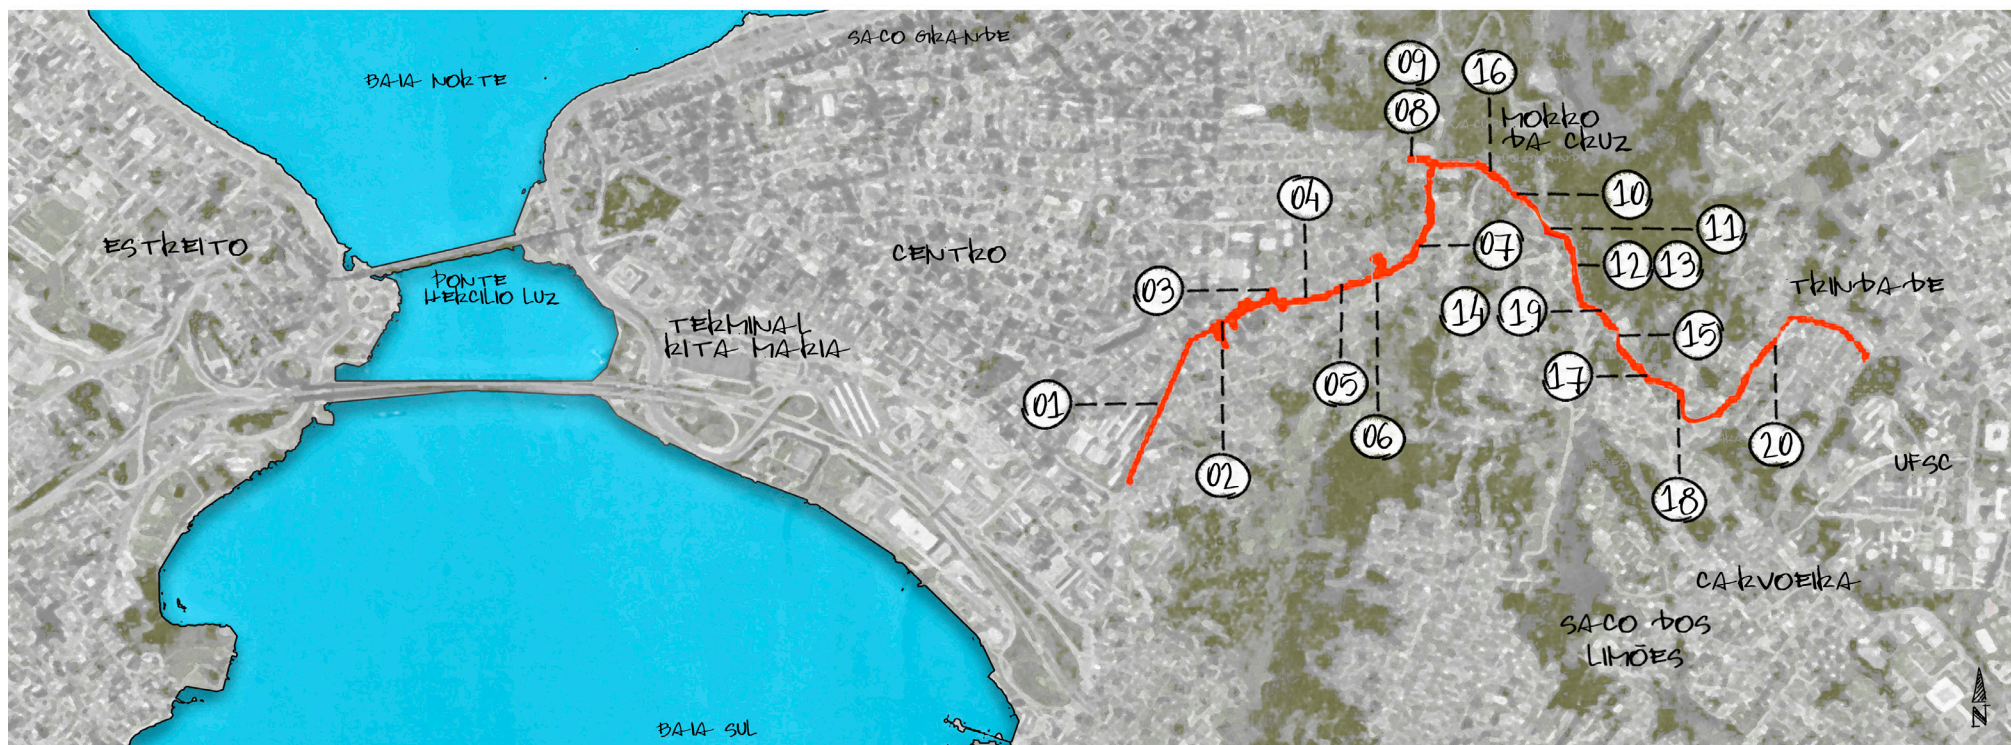 SACO GRANDE
BAIA NORTE
09
16
08
MORRO
DA CRUZ
04
10
11
ESTREITO
CENTRO
07
12
13
PONTE
HERCILIO LUZ
03
TRINDADE
14
19
TERMINAL
RITA MARIA
15
05
17
01
06
20
UFSC
02
18
CARVOEIRA
SACO DOS
LIMÕES
BAIA SUL
N